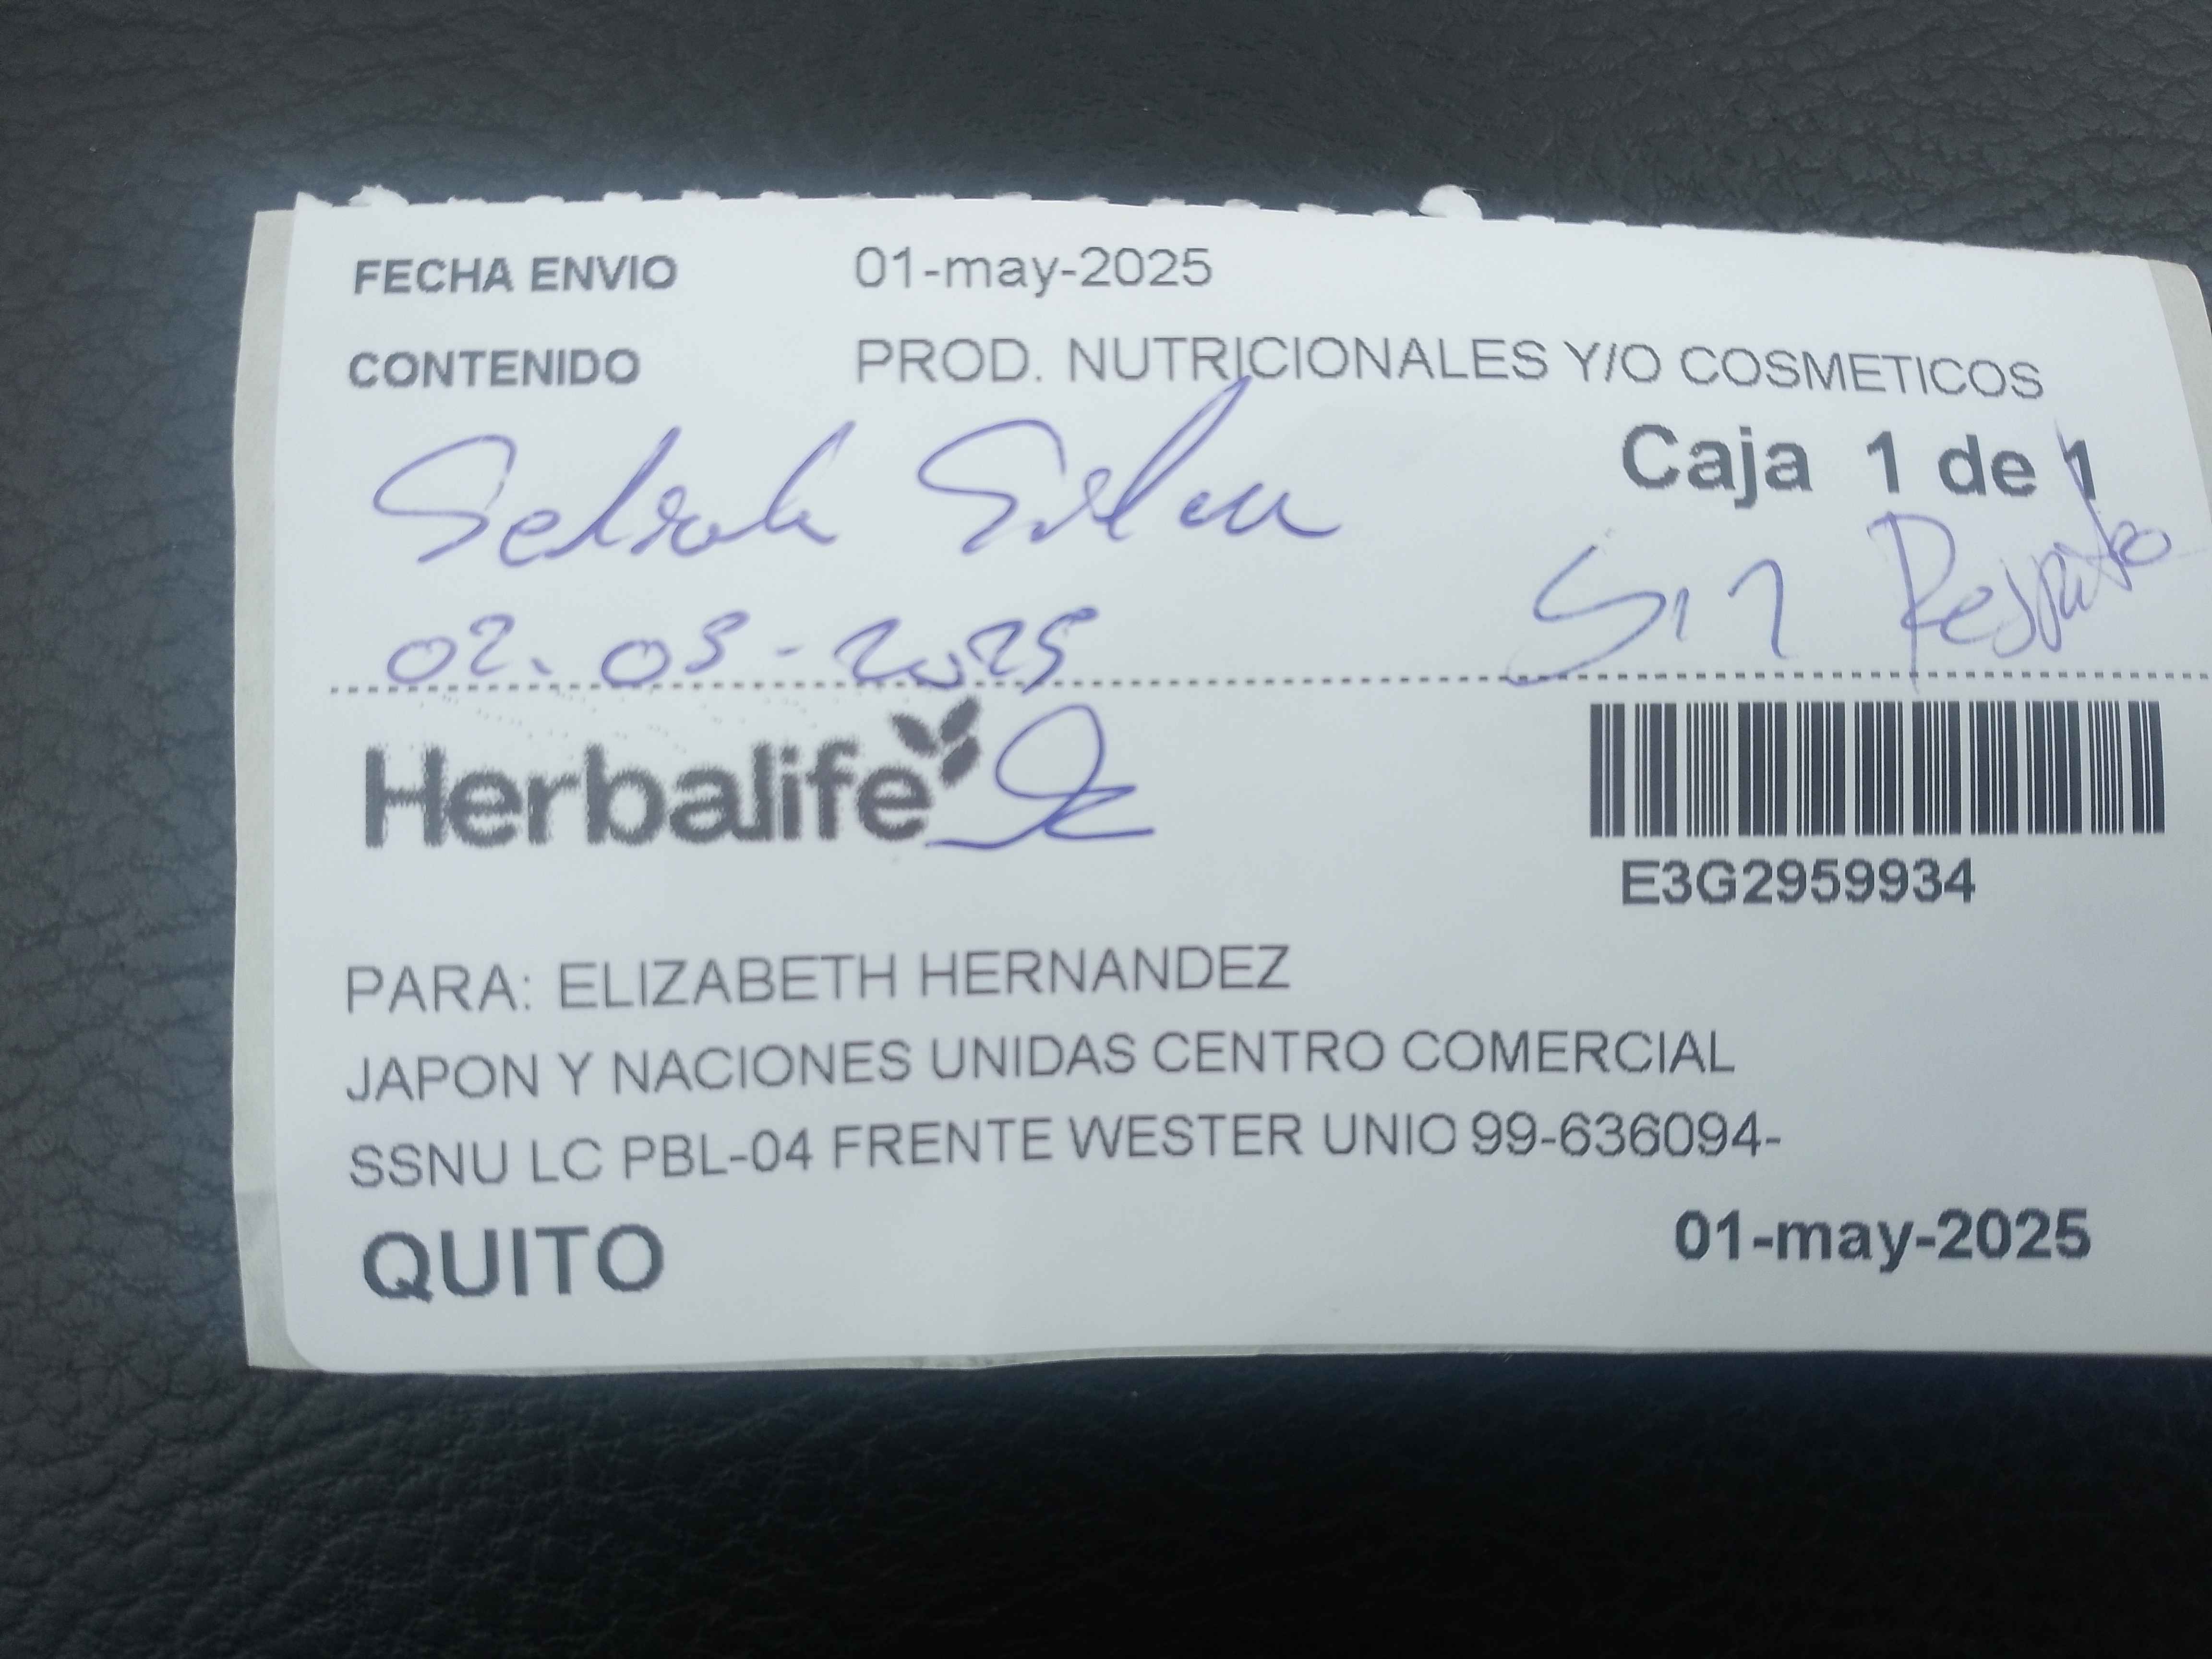 FECHA ENVIO 01-may-2025
CONTENIDO PROD. NUTRICIONALES Y/O COSMETICOS
Caja 1 de 1
Sin
02-05-2025
Herbalife
E3G2959934
PARA: ELIZABETH HERNANDEZ
JAPON Y NACIONES UNIDAS CENTRO COMERCIAL
SSNU LC PBL-04 FRENTE WESTER UNIO 99-636094-
QUITO 01-may-2025